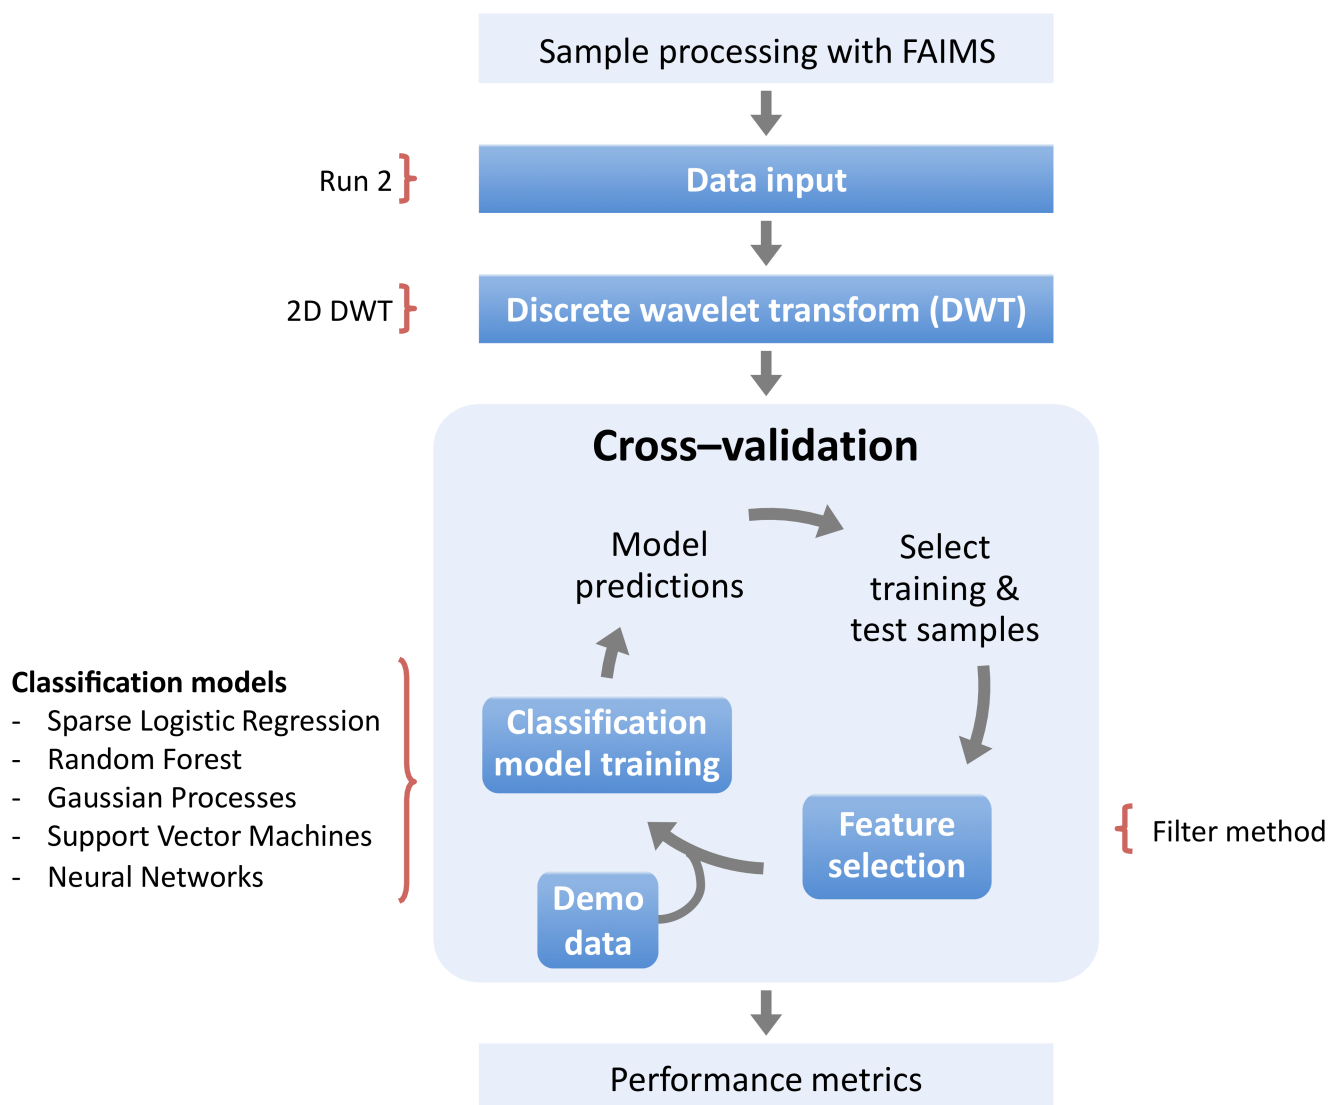 Sample processing with FAIMS
Run 2
Data input
2D DWT
Discrete wavelet transform (DWT)
Cross–validation
Model
predictions
Select
training &
test samples
Classification models
- Sparse Logistic Regression
- Random Forest
- Gaussian Processes
- Support Vector Machines
- Neural Networks
Classification
model training
Feature
selection
Filter method
Demo
data
Performance metrics